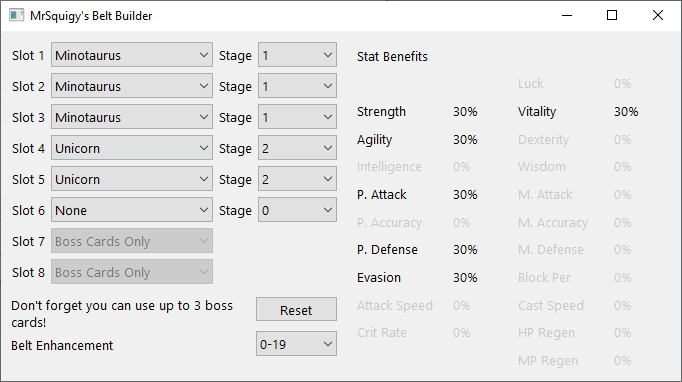 MrSquigy's Belt Builder
Slot 1 Minotaurus Stage 1
Slot 2 Minotaurus Stage 1
Slot 3 Minotaurus Stage 1
Slot 4 Unicorn Stage 2
Slot 5 Unicorn Stage 2
Slot 6 None Stage 0
Slot 7 Boss Cards Only
Slot 8 Boss Cards Only
Don't forget you can use up to 3 boss
cards!
Reset
Belt Enhancement 0-19
Stat Benefits
Luck 0%
Strength 30% Vitality 30%
Agility 30% Dexterity 0%
Intelligence 0% Wisdom 0%
P. Attack 30% M. Attack 0%
P. Accuracy 0% M. Accuracy 0%
P. Defense 30% M. Defense 0%
Evasion 30% Block Per 0%
Attack Speed 0% Cast Speed 0%
Crit Rate 0% HP Regen 0%
MP Regen 0%